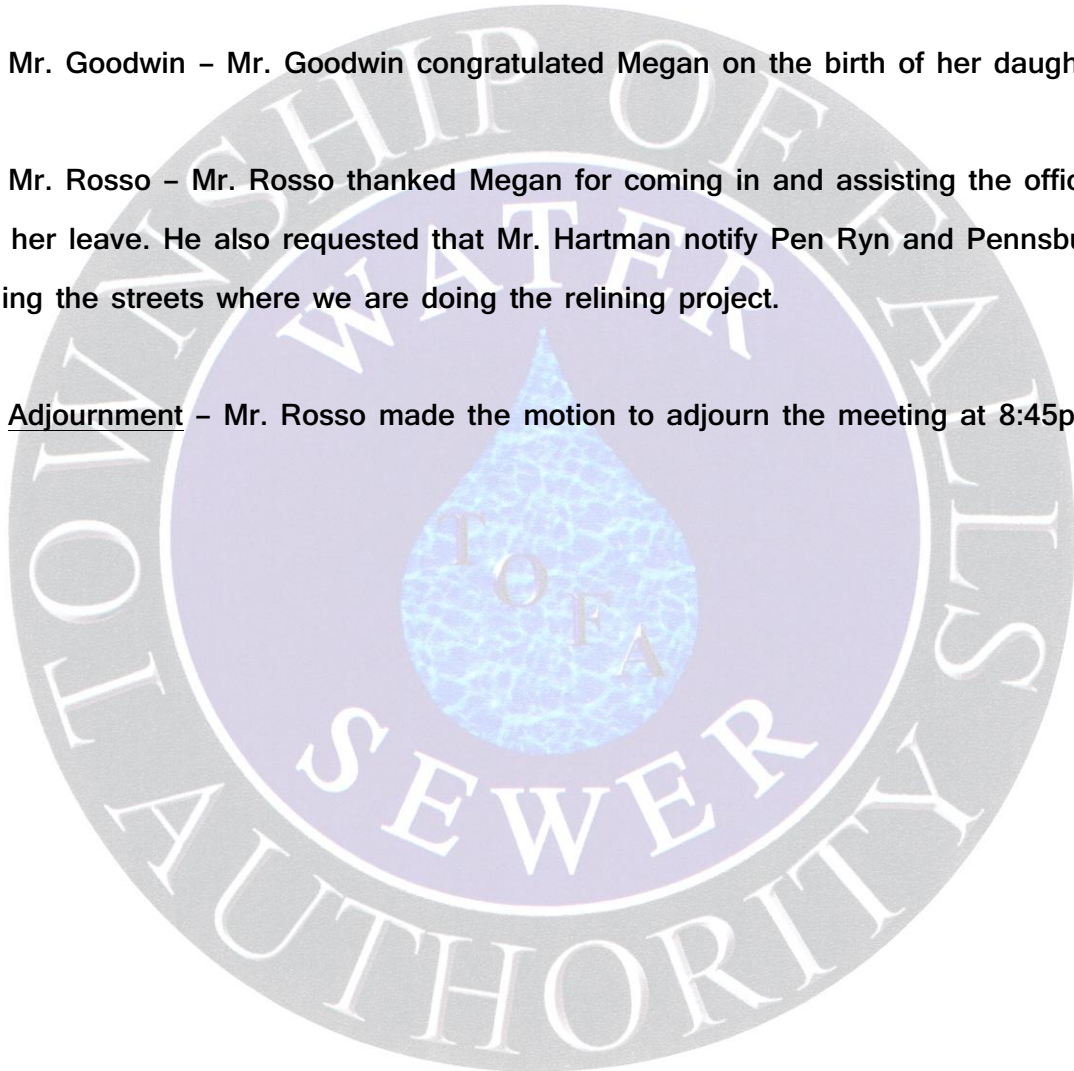 Mr. Goodwin – Mr. Goodwin congratulated Megan on the birth of her daugh
Mr. Rosso – Mr. Rosso thanked Megan for coming in and assisting the offic
her leave. He also requested that Mr. Hartman notify Pen Ryn and Pennsbu
ing the streets where we are doing the relining project.
Adjournment – Mr. Rosso made the motion to adjourn the meeting at 8:45p
TOWNSHIP OF FALLS
WATER
TOFA
SEWER
AUTHORITY